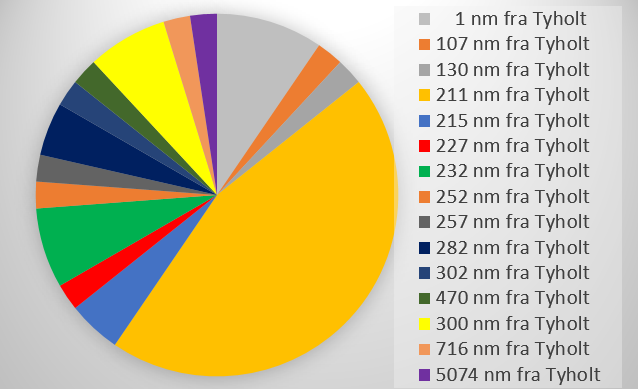 1 nm fra Tyholt
107 nm fra Tyholt
130 nm fra Tyholt
211 nm fra Tyholt
215 nm fra Tyholt
227 nm fra Tyholt
232 nm fra Tyholt
252 nm fra Tyholt
257 nm fra Tyholt
282 nm fra Tyholt
302 nm fra Tyholt
470 nm fra Tyholt
300 nm fra Tyholt
716 nm fra Tyholt
5074 nm fra Tyholt